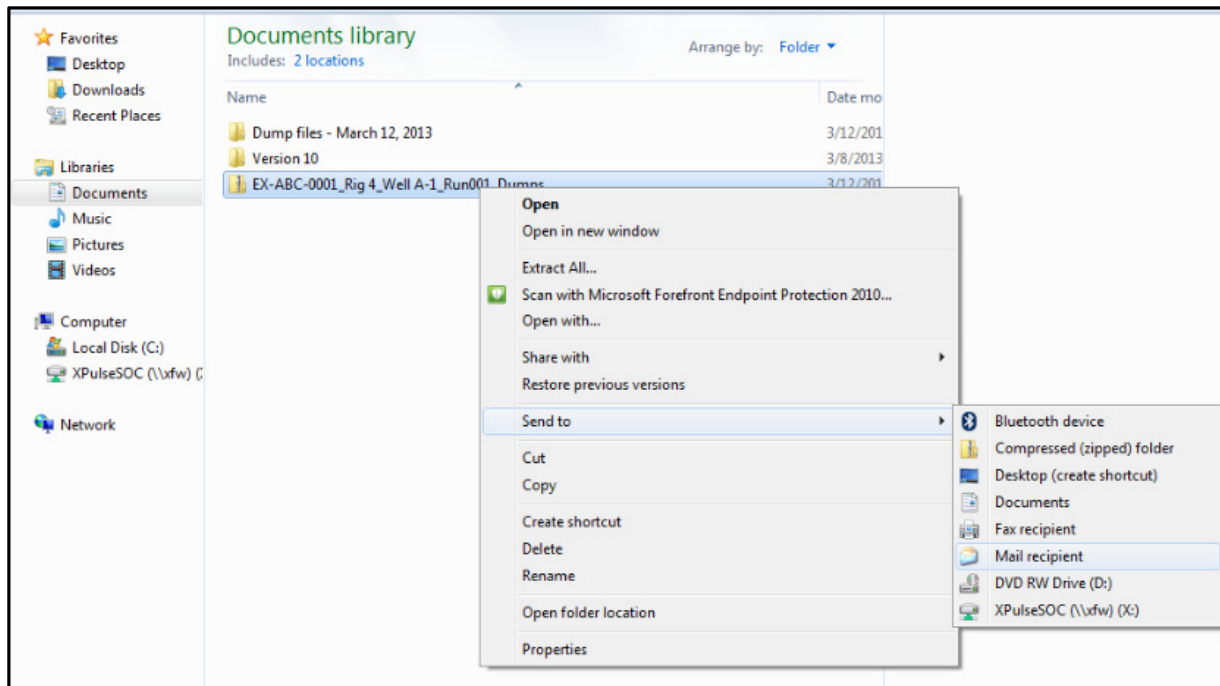 Favorites
Desktop
Downloads
Recent Places
Libraries
Documents
Music
Pictures
Videos
Computer
Local Disk (C:)
XPulseSOC (\\xfw) (
Network
Documents library
Includes: 2 locations
Arrange by: Folder
Name
Date mo
Dump files - March 12, 2013
3/12/201
Version 10
3/8/2013
EX-ABC-0001_Rig 4_Well A-1_Run001_Dumps
3/12/201
Open
Open in new window
Extract All...
Scan with Microsoft Forefront Endpoint Protection 2010...
Open with...
Share with
Restore previous versions
Send to
Cut
Copy
Create shortcut
Delete
Rename
Open folder location
Properties
Bluetooth device
Compressed (zipped) folder
Desktop (create shortcut)
Documents
Fax recipient
Mail recipient
DVD RW Drive (D:)
XPulseSOC (\\xfw) (X:)